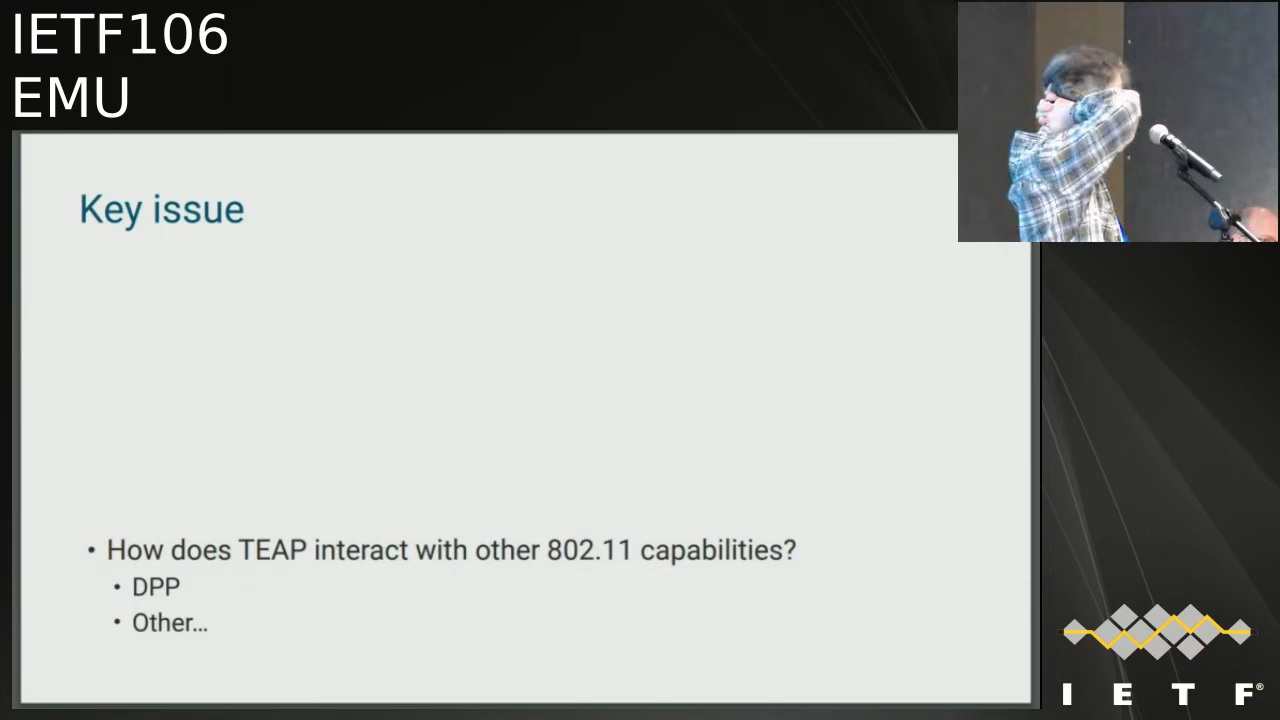 IETF106
EMU
Key issue
• How does TEAP interact with other 802.11 capabilities?
• DPP
• Other...
I E T F®